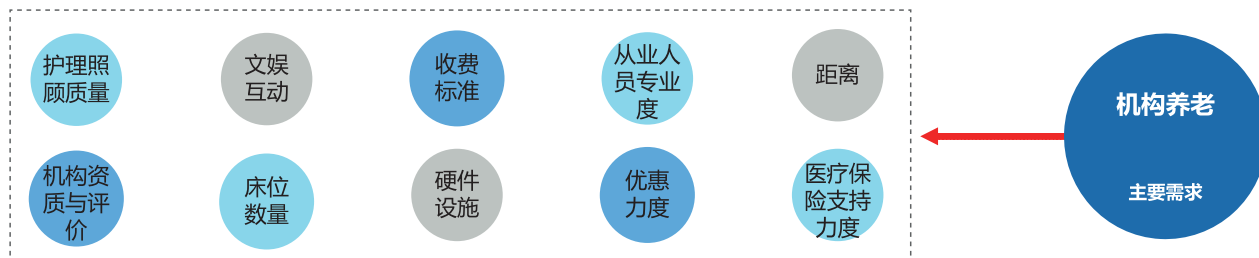 护理照
顾质量
文娱
互动
收费
标准
从业人
员专业
度
距离
机构资
质与评
价
床位
数量
硬件
设施
优惠
力度
医疗保
险支持
力度
机构养老
主要需求